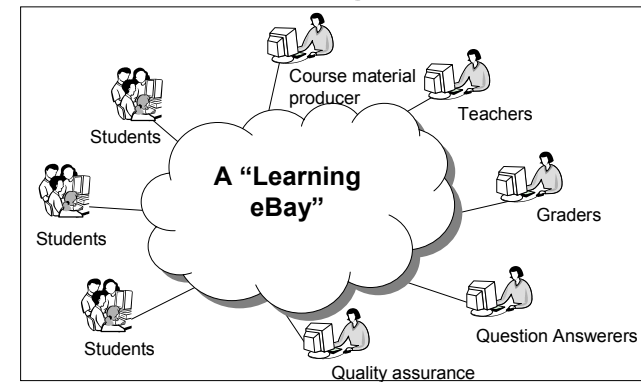 Course material
producer
Teachers
Students
A “Learning
eBay”
Students
Graders
Students
Question Answerers
Quality assurance